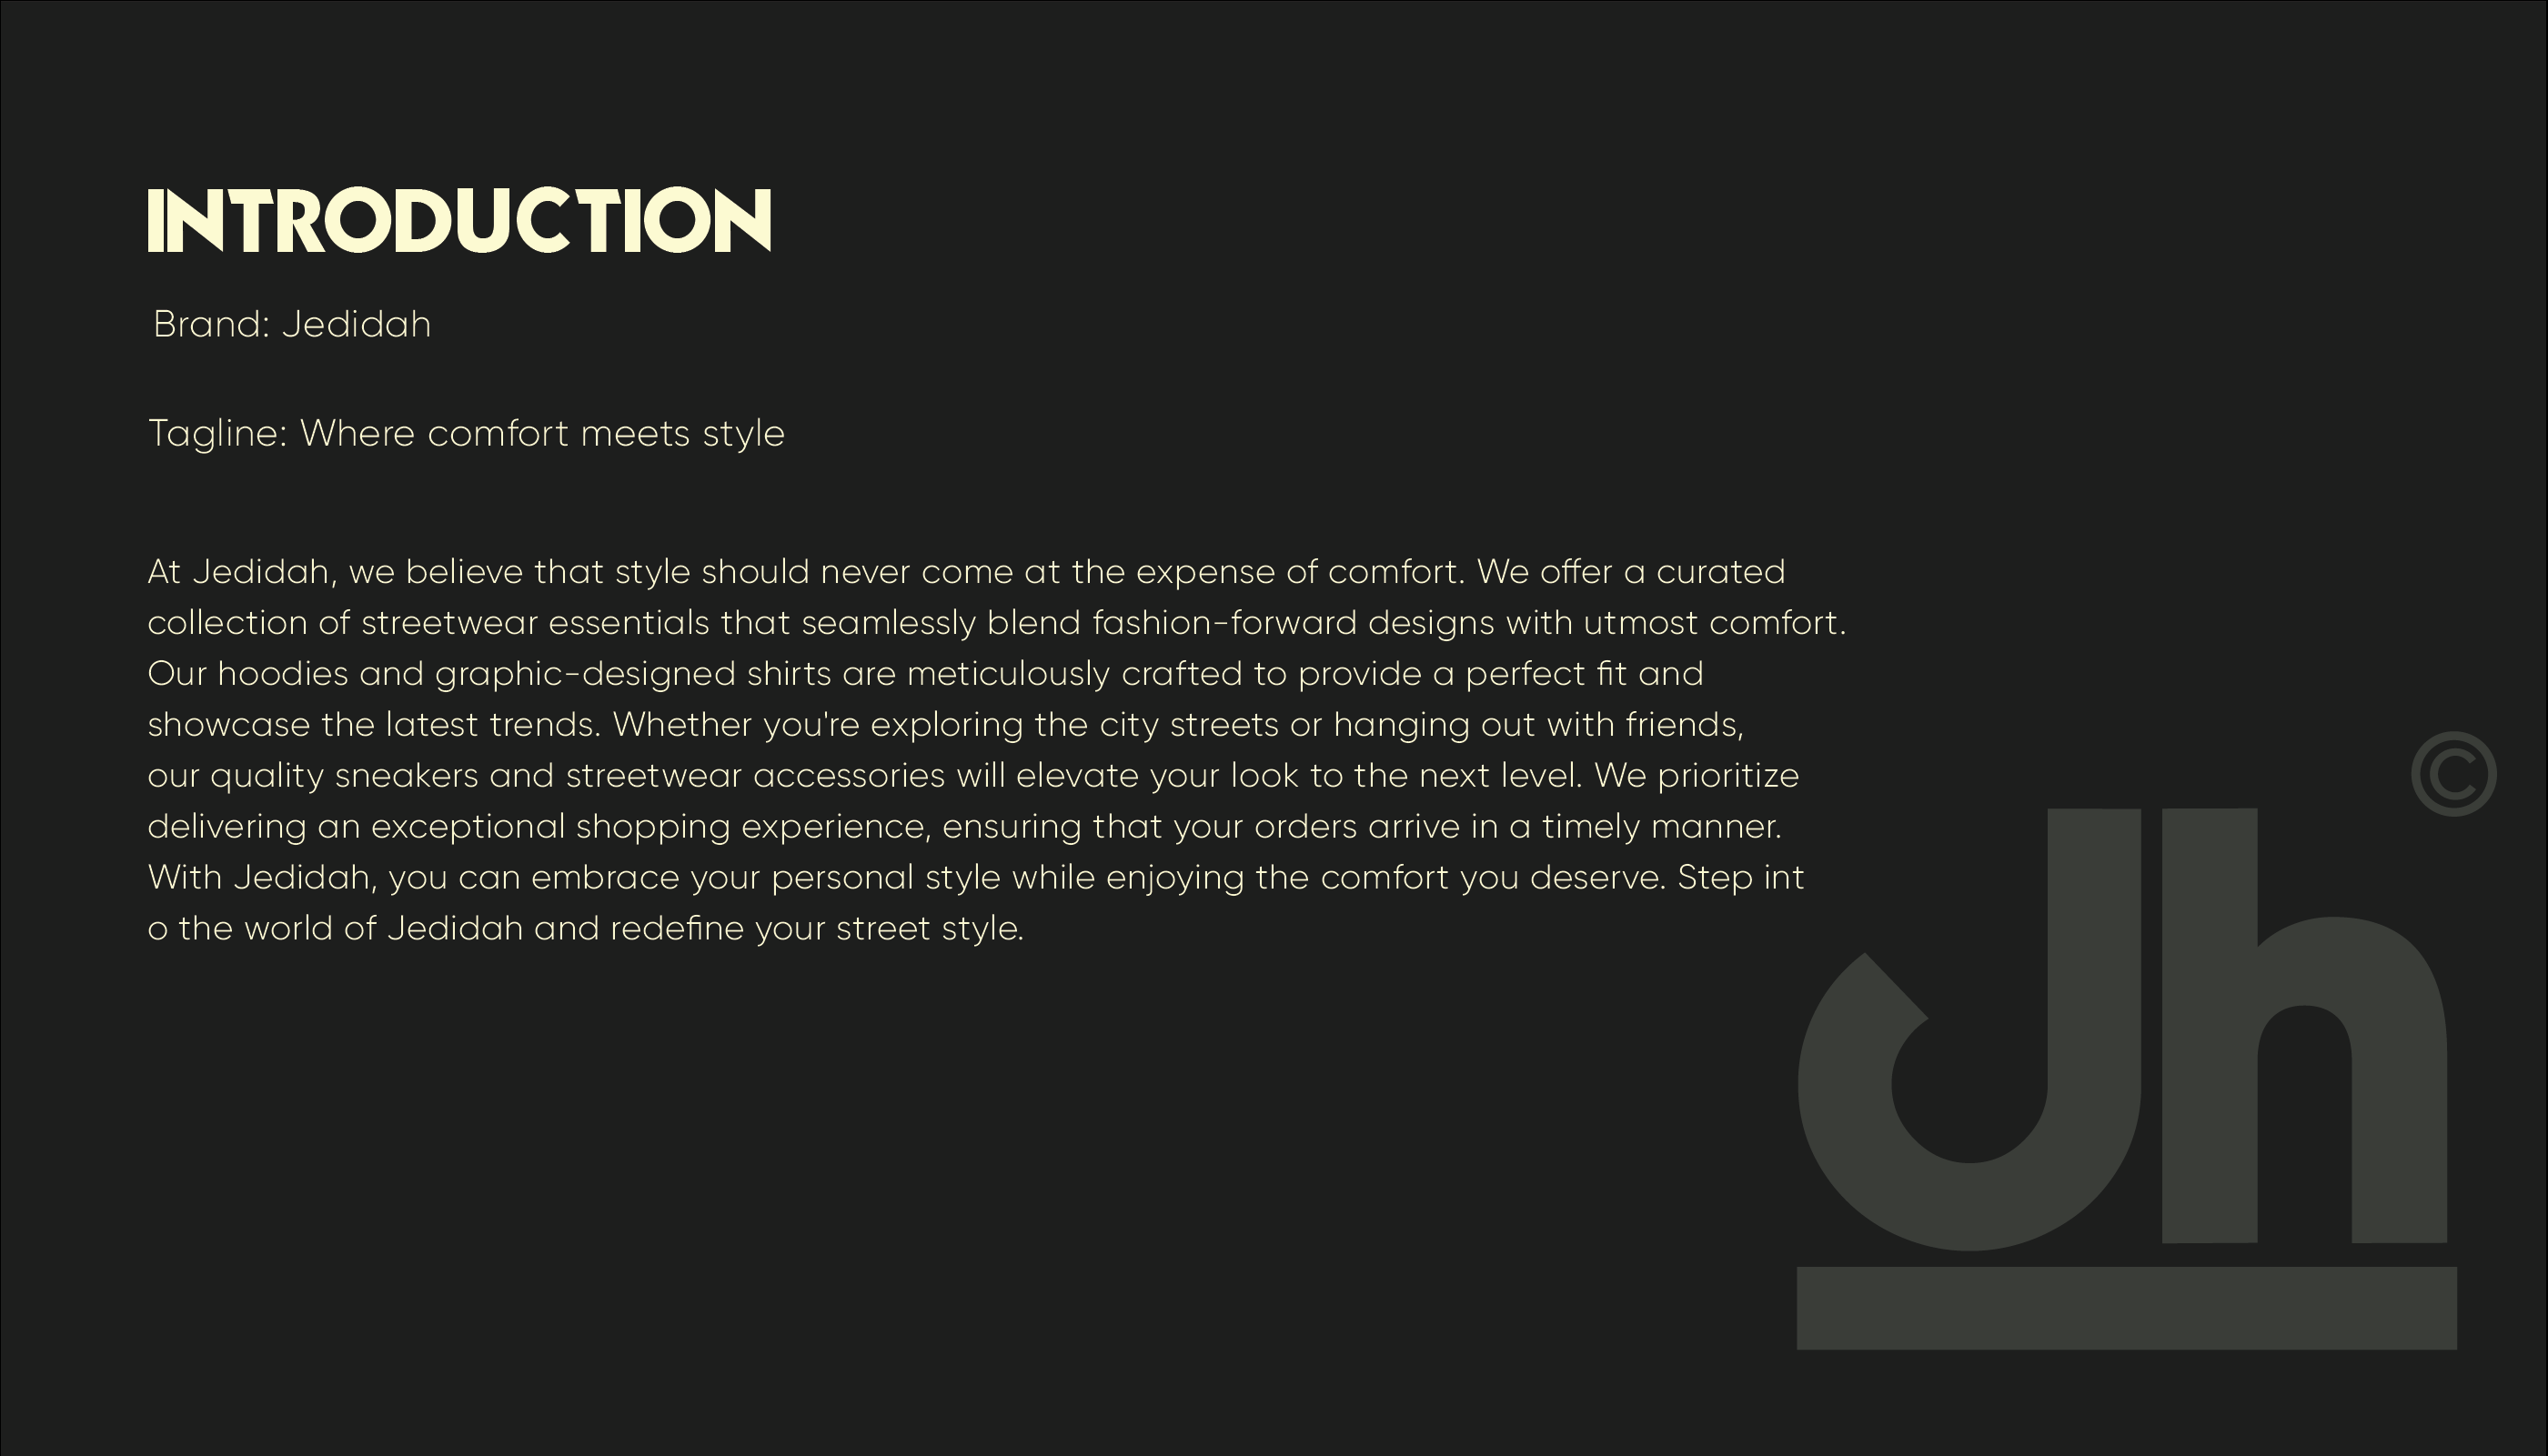 INTRODUCTION
Brand: Jedidah
Tagline: Where comfort meets style
At Jedidah, we believe that style should never come at the expense of comfort. We offer a curated
collection of streetwear essentials that seamlessly blend fashion-forward designs with utmost comfort.
Our hoodies and graphic-designed shirts are meticulously crafted to provide a perfect fit and
showcase the latest trends. Whether you're exploring the city streets or hanging out with friends,
our quality sneakers and streetwear accessories will elevate your look to the next level. We prioritize
delivering an exceptional shopping experience, ensuring that your orders arrive in a timely manner.
With Jedidah, you can embrace your personal style while enjoying the comfort you deserve. Step int
o the world of Jedidah and redefine your street style.
Jh ©